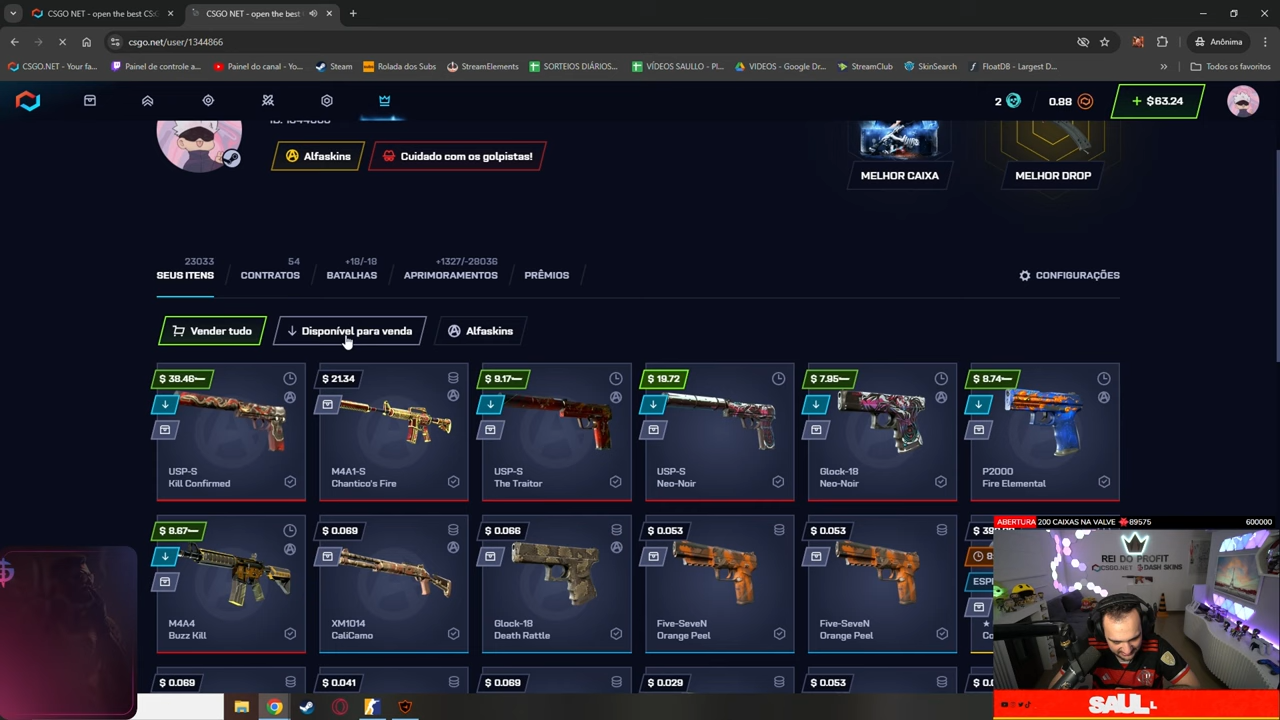 CSGO NET - open the best CS:
CSGO NET - open the best
csgo.net/user/1344866
Anônima
CSGO.NET - Your fa...
Painel de controle a...
Painel do canal - Yo...
Steam
Rolada dos Subs
StreamElements
SORTEIOS DIÁRIOS...
VÍDEOS SAULLO - Pl...
VIDEOS - Google Dr...
StreamClub
SkinSearch
FloatDB - Largest D...
Todos os favoritos
2
0.88
+ $63.24
Alfaskins
Cuidado com os golpistas!
MELHOR CAIXA
MELHOR DROP
23033
54
+18/-18
+1327/-28036
SEUS ITENS
CONTRATOS
BATALHAS
APRIMORAMENTOS
PRÊMIOS
CONFIGURAÇÕES
Vender tudo
Disponível para venda
Alfaskins
$ 38.46
$ 21.34
$ 9.17
$ 19.72
$ 7.95
$ 8.74
USP-S
Kill Confirmed
M4A1-S
Chantico's Fire
USP-S
The Traitor
USP-S
Neo-Noir
Glock-18
Neo-Noir
P2000
Fire Elemental
$ 8.67
$ 0.069
$ 0.066
$ 0.053
$ 0.053
M4A4
Buzz Kill
XM1014
CaliCamo
Glock-18
Death Rattle
Five-SeveN
Orange Peel
Five-SeveN
Orange Peel
$ 0.069
$ 0.041
$ 0.069
$ 0.029
$ 0.053
ABERTURA 200 CAIXAS NA VALVE 89575 600000
REI DO PROFIT
CSGO.NET DASH SKINS
SAUL